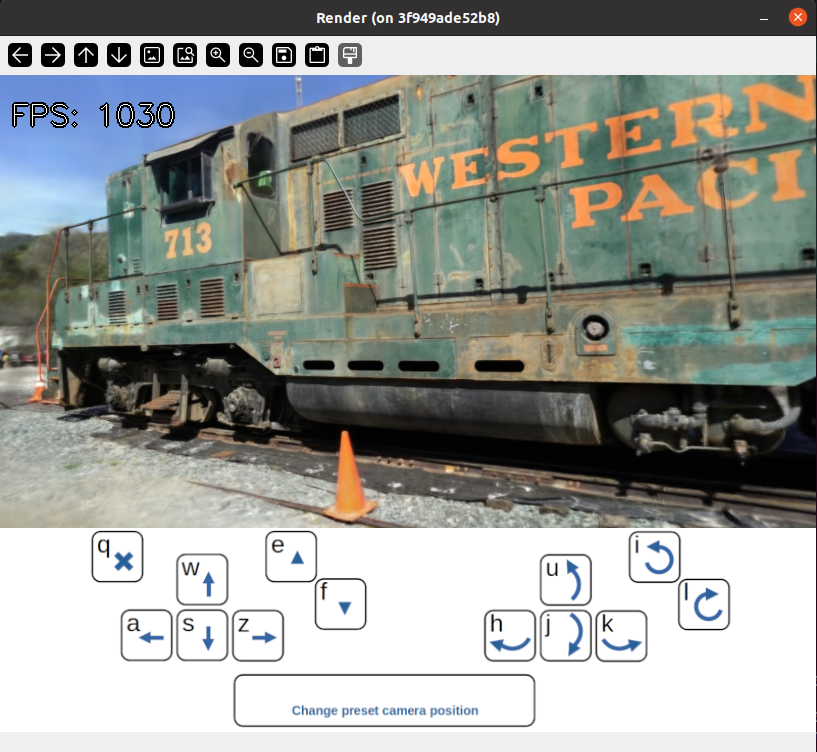 Render (on 3f949ade52b8)
FPS: 1030
WESTERN
PACI
713
q
w
e
f
a
s
z
u
i
l
h
j
k
Change preset camera position